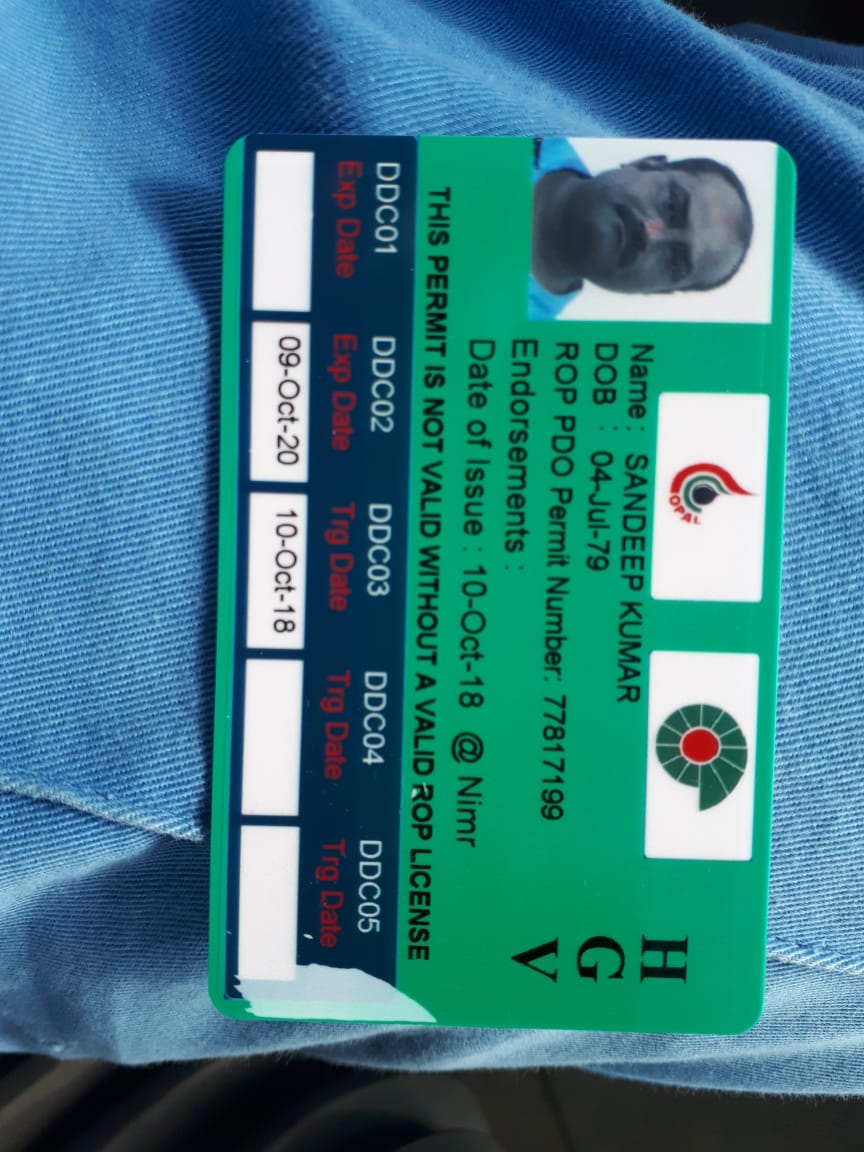 OPAL
H
G
V
Name : SANDEEP KUMAR
DOB : 04-Jul-79
ROP PDO Permit Number: 77817199
Endorsements :
Date of Issue : 10-Oct-18 @ Nimr
THIS PERMIT IS NOT VALID WITHOUT A VALID ROP LICENSE
DDC01 DDC02 DDC03 DDC04 DDC05
Exp Date Exp Date Trg Date Trg Date Trg Date
09-Oct-20 10-Oct-18